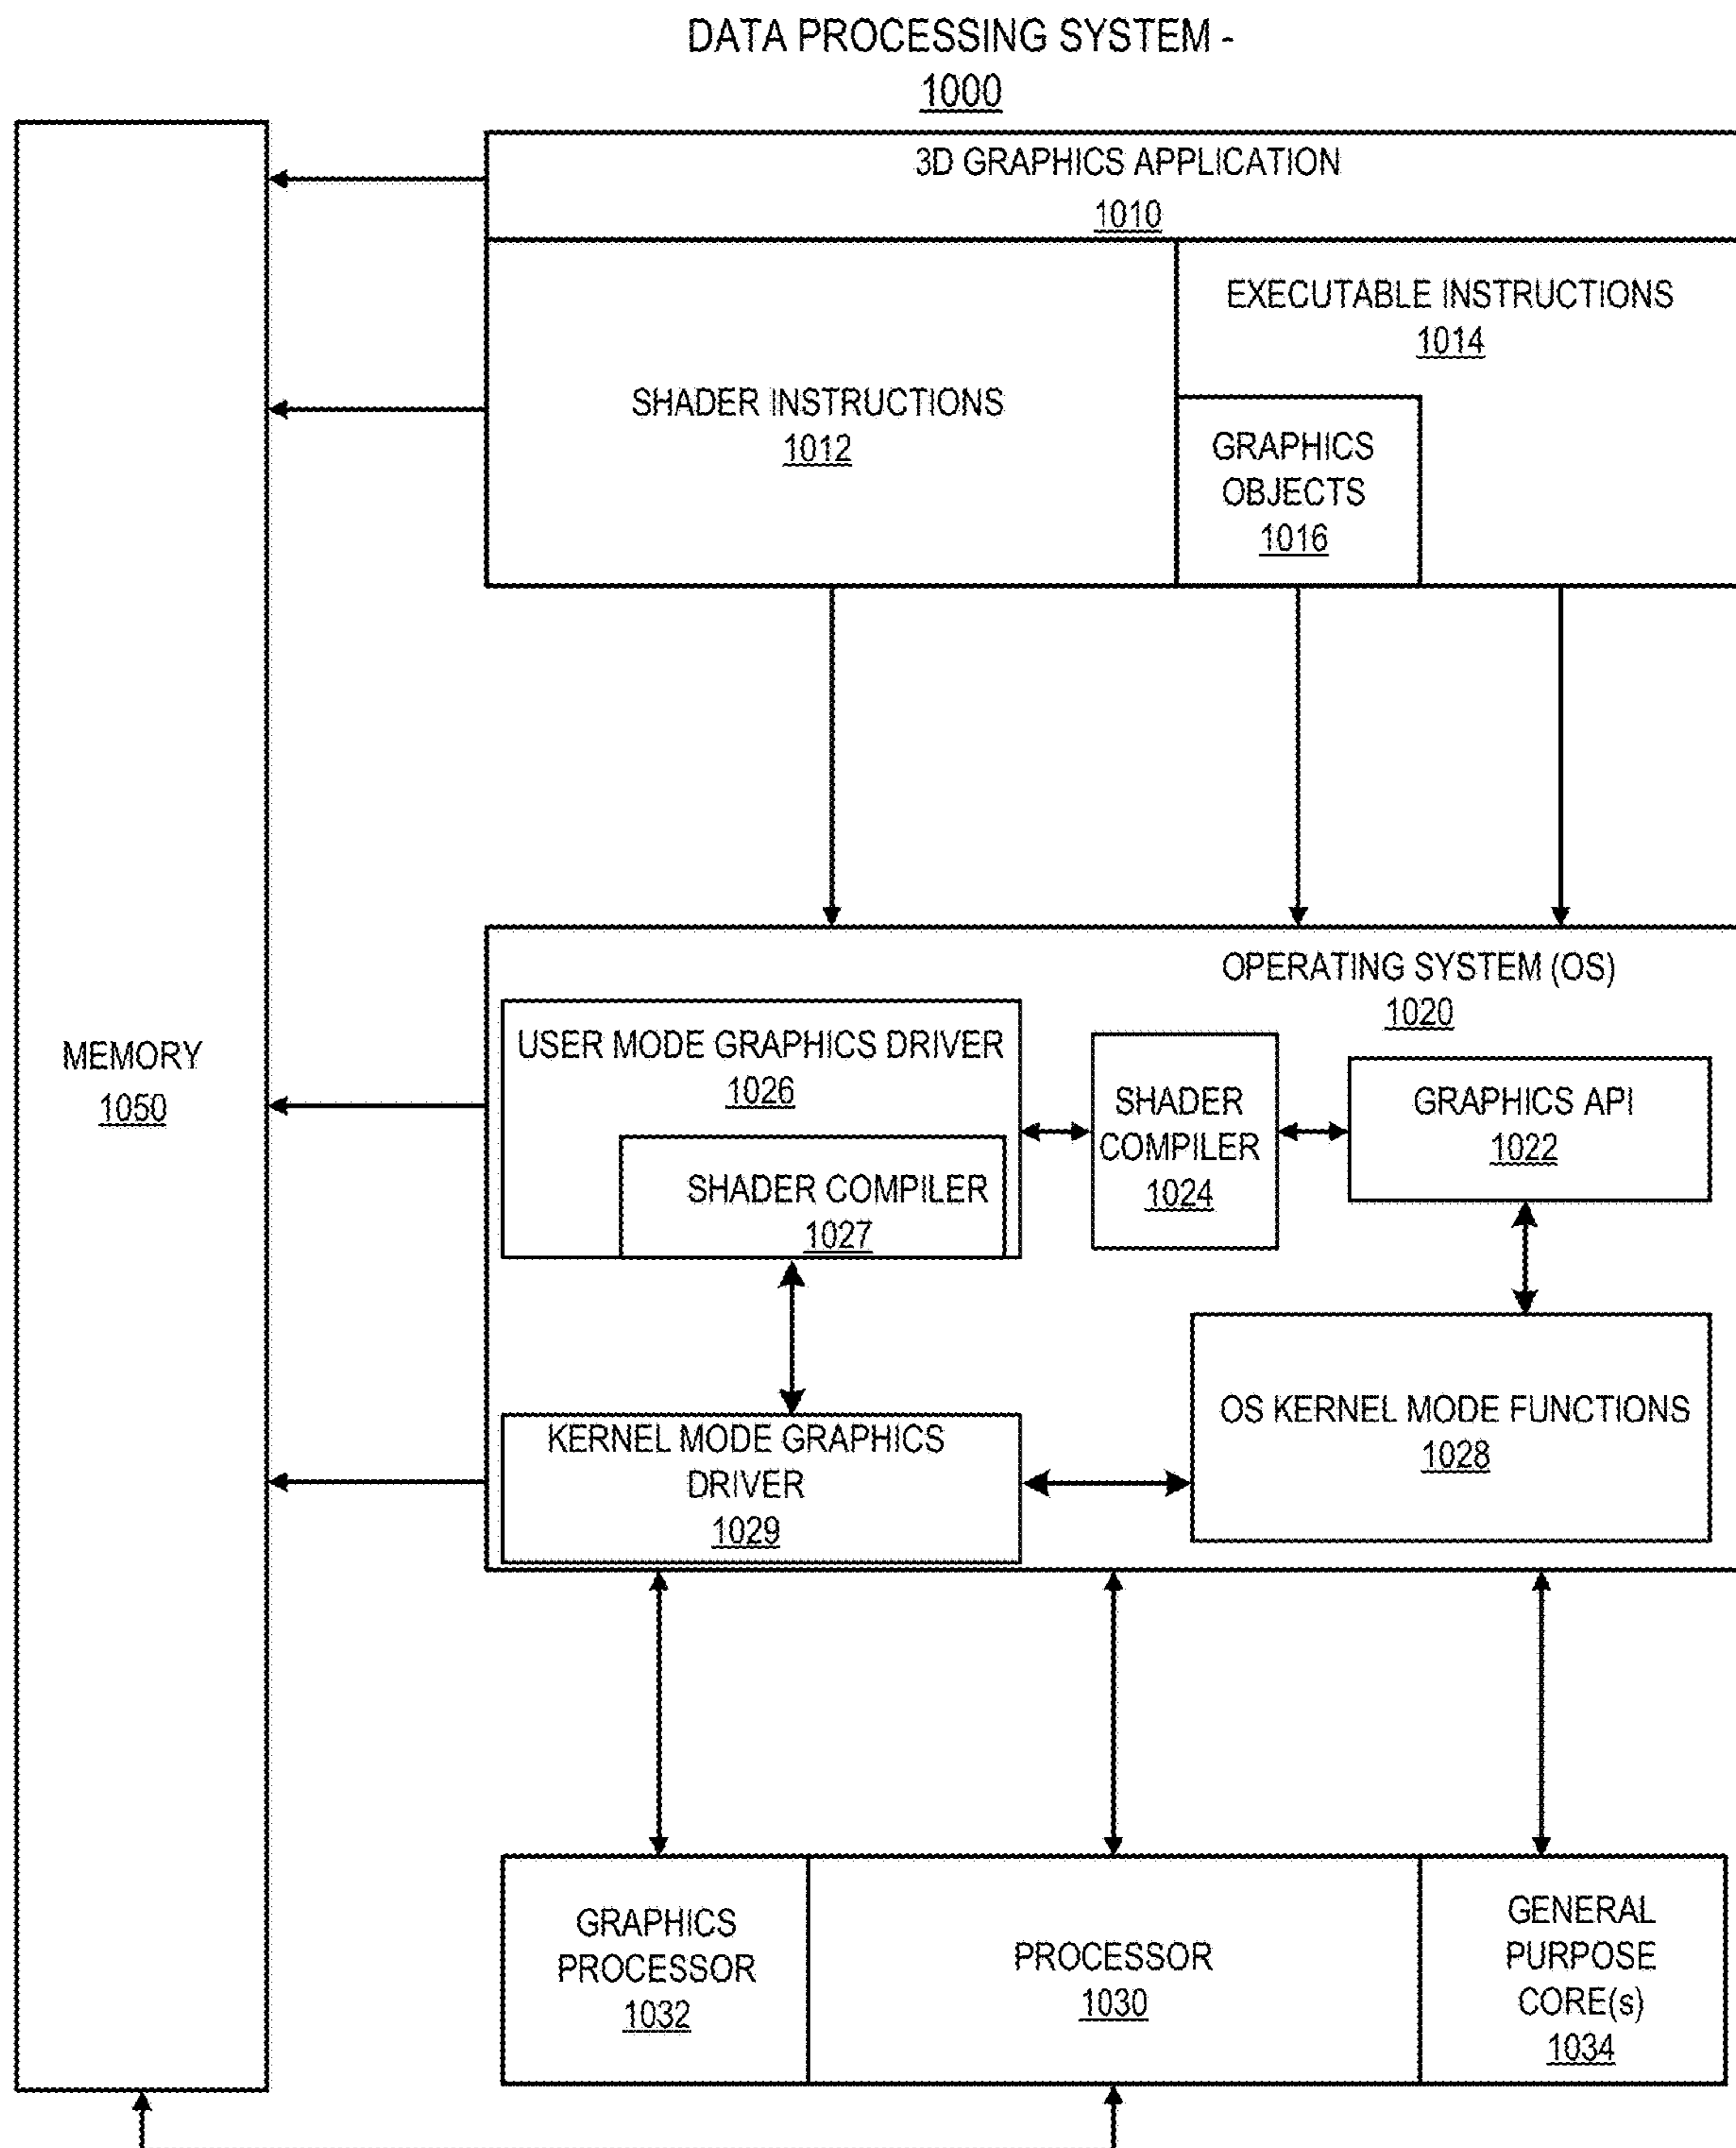 DATA PROCESSING SYSTEM -
1000
3D GRAPHICS APPLICATION
1010
EXECUTABLE INSTRUCTIONS
1014
SHADER INSTRUCTIONS
1012
GRAPHICS
OBJECTS
1016
OPERATING SYSTEM (OS)
1020
MEMORY
1050
USER MODE GRAPHICS DRIVER
1026
SHADER COMPILER
1027
SHADER
COMPILER
1024
GRAPHICS API
1022
KERNEL MODE GRAPHICS
DRIVER
1029
OS KERNEL MODE FUNCTIONS
1028
GRAPHICS
PROCESSOR
1032
PROCESSOR
1030
GENERAL
PURPOSE
CORE(s)
1034